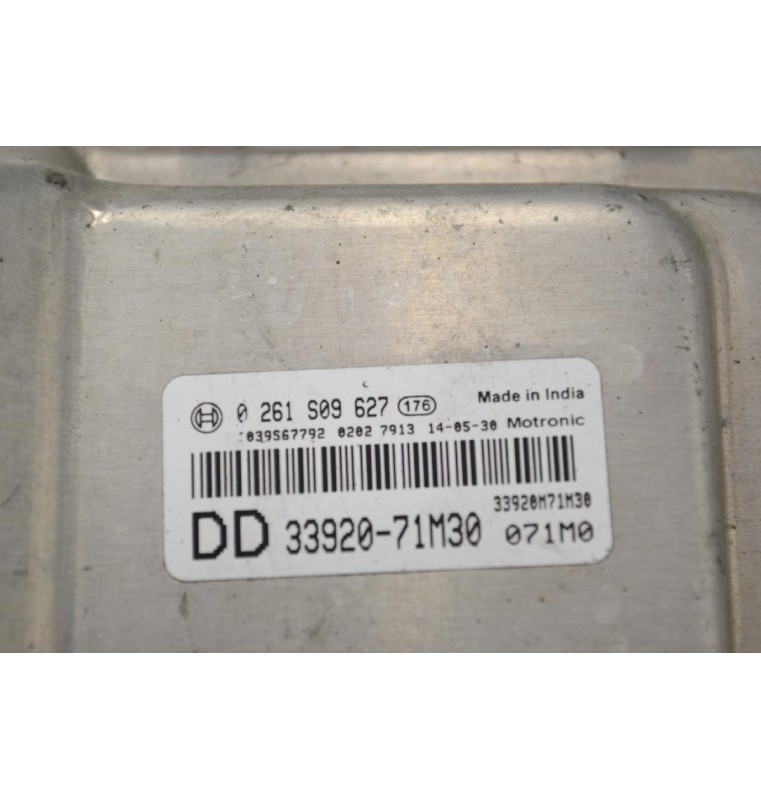 0 261 S09 627 176 Made in India
1039S67792 0202 7913 14-05-30 Motronic
33920M71M30
DD 33920-71M30 071M0